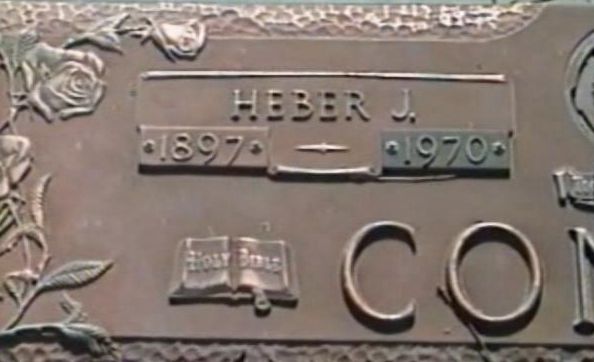 HEBER J.
1897 1970
HOLY BIBLE
CON